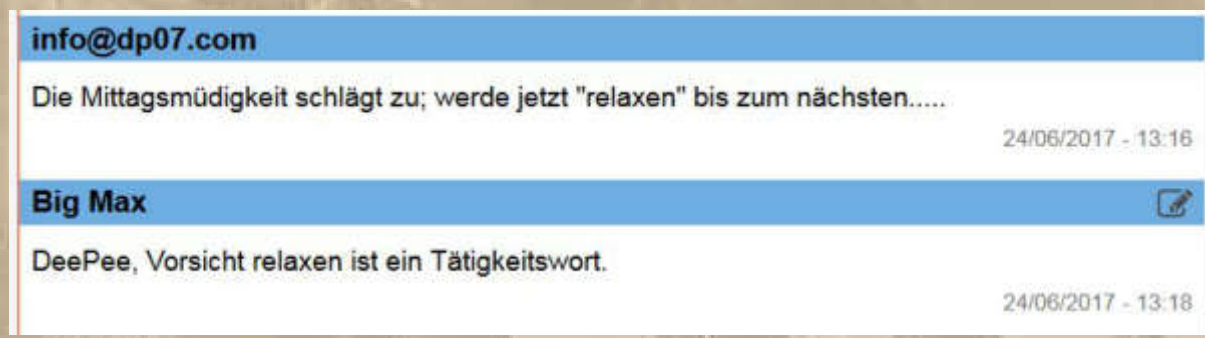 info@dp07.com
Die Mittagsmüdigkeit schlägt zu; werde jetzt "relaxen" bis zum nächsten.....
24/06/2017 - 13:16
Big Max
DeePee, Vorsicht relaxen ist ein Tätigkeitswort.
24/06/2017 - 13:18